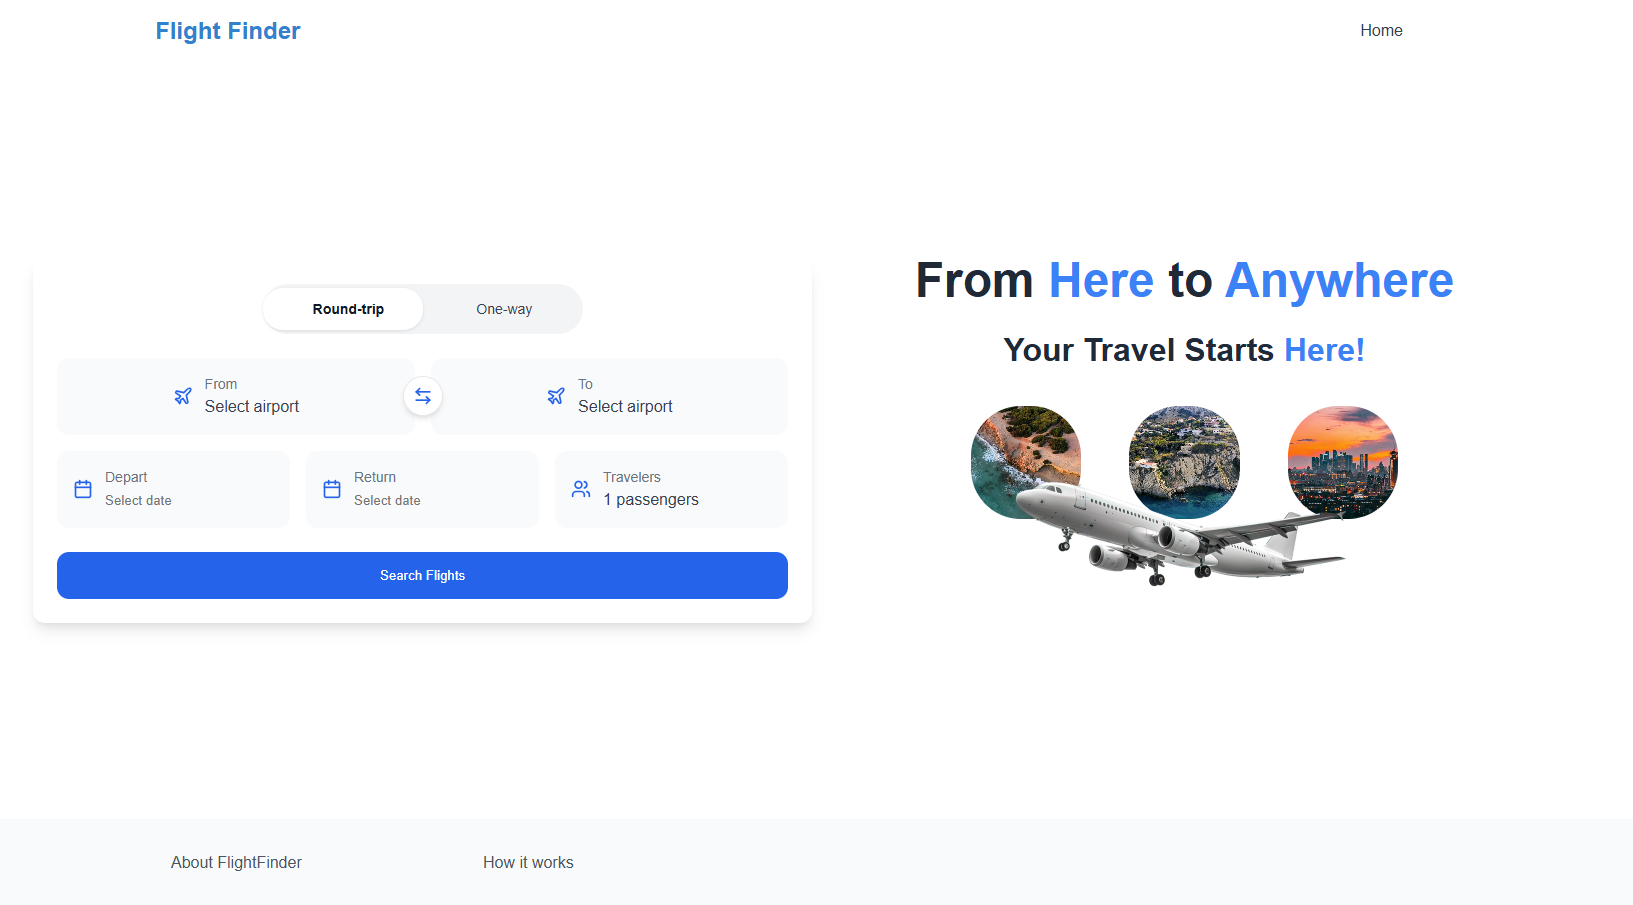 Flight Finder
Home
Round-trip
One-way
From
Select airport
To
Select airport
Depart
Select date
Return
Select date
Travelers
1 passengers
Search Flights
From Here to Anywhere
Your Travel Starts Here!
About FlightFinder
How it works